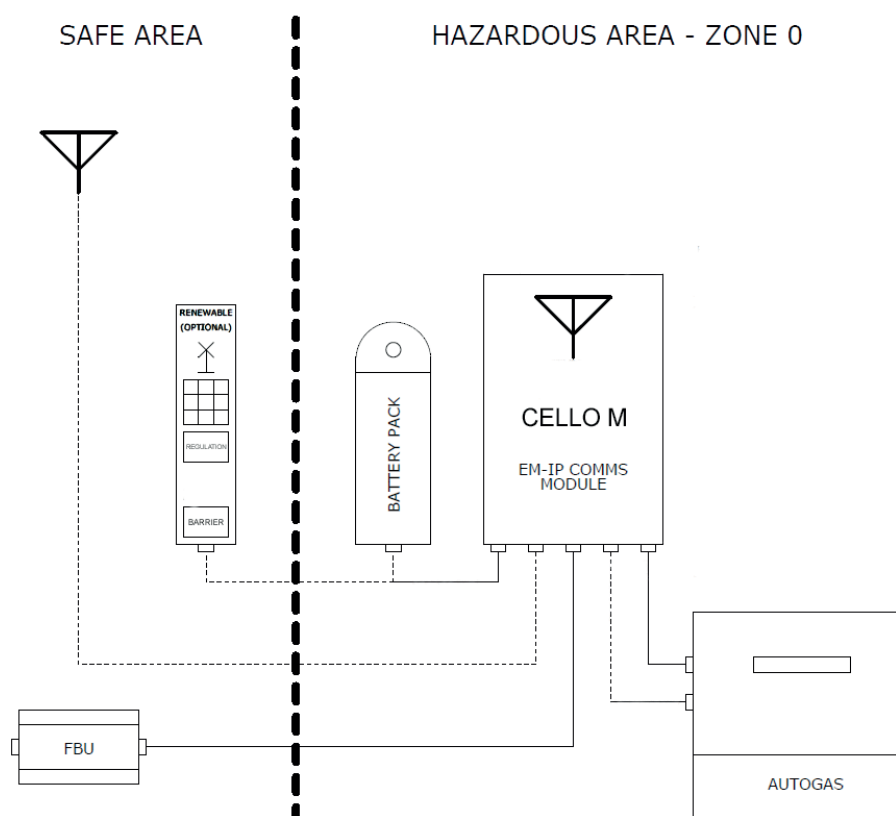 SAFE AREA
HAZARDOUS AREA - ZONE 0
RENEWABLE
(OPTIONAL)
REGULATION
BARRIER
BATTERY PACK
CELLO M
EM-IP COMMS
MODULE
FBU
AUTOGAS